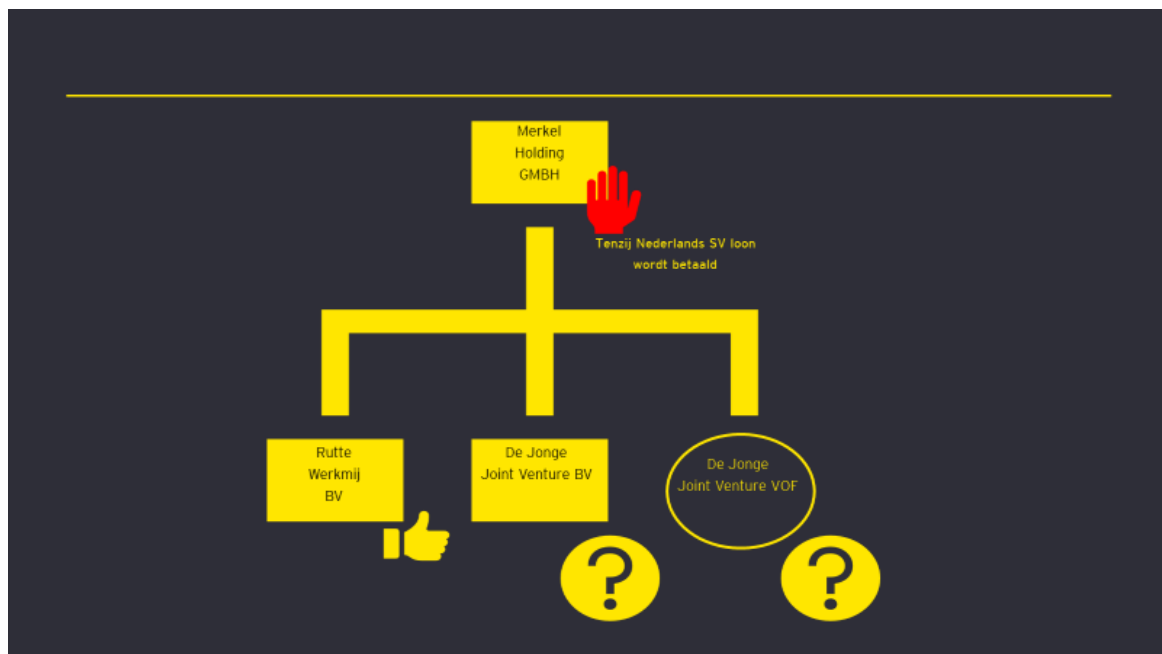 Merkel
Holding
GMBH
Tenzij Nederlands SV loon
wordt betaald
Rutte
Werkmij
BV
De Jonge
Joint Venture BV
De Jonge
Joint Venture VOF
?
?